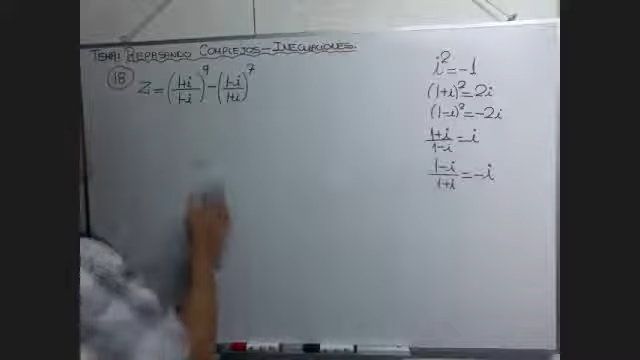 TEMA: REPASANDO COMPLEJOS – INECUACIONES.
18 Z = ((1+i)/(1-i))^9 - ((1-i)/(1+i))^7
i² = -1
(1+i)² = 2i
(1-i)² = -2i
(1+i)/(1-i) = i
(1-i)/(1+i) = -i